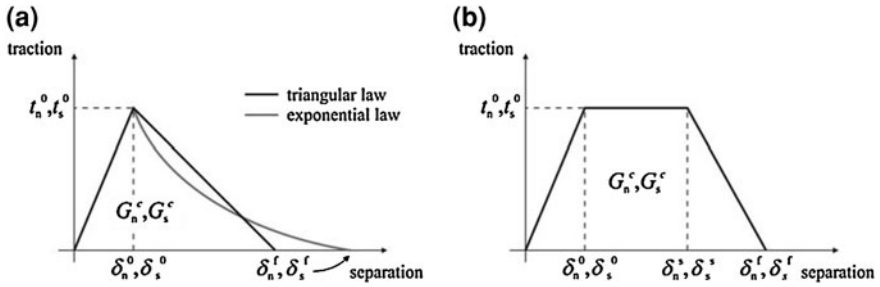 (a)
traction
tₙ⁰,tₛ⁰
triangular law
exponential law
Gₙᶜ,Gₛᶜ
δₙ⁰,δₛ⁰
δₙᶠ,δₛᶠ
separation
(b)
traction
tₙ⁰,tₛ⁰
Gₙᶜ,Gₛᶜ
δₙ⁰,δₛ⁰
δₙˢ,δₛˢ
δₙᶠ,δₛᶠ
separation